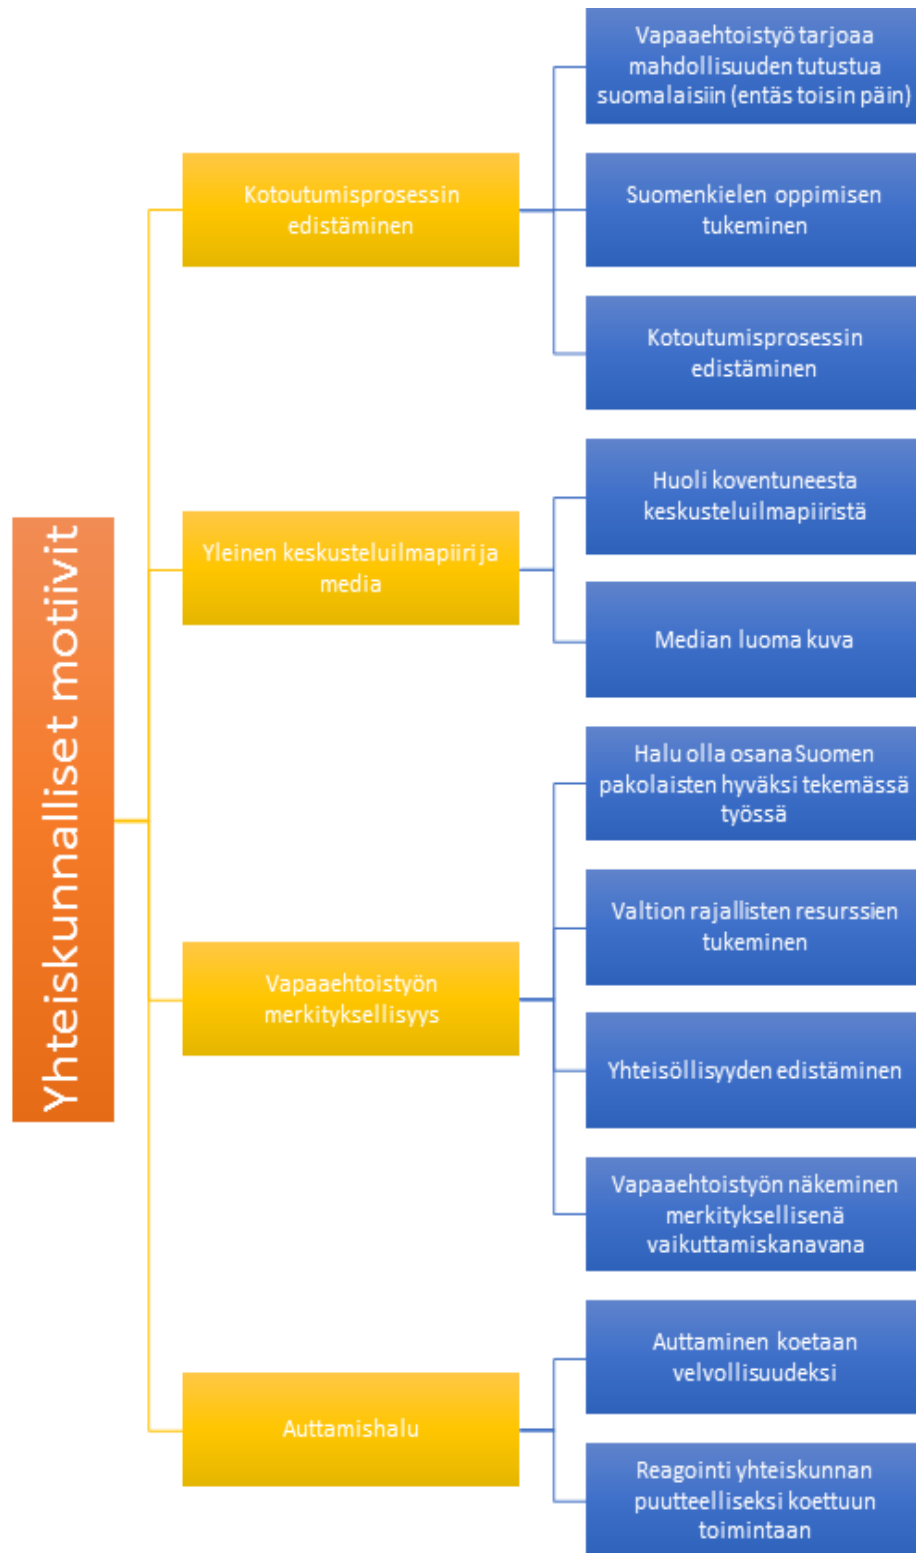 Yhteiskunnalliset motiivit
Kotoutumisprosessin
edistäminen
Vapaaehtoistyö tarjoaa
mahdollisuuden tutustua
suomalaisiin (entäs toisin päin)
Suomenkielen oppimisen
tukeminen
Kotoutumisprosessin
edistäminen
Yleinen keskusteluilmapiiri ja
media
Huoli koventuneesta
keskusteluilmapiiristä
Median luoma kuva
Vapaaehtoistyön
merkityksellisyys
Halu olla osana Suomen
pakolaisten hyväksi tekemässä
työssä
Valtion rajallisten resurssien
tukeminen
Yhteisöllisyyden edistäminen
Vapaaehtoistyön näkeminen
merkityksellisenä
vaikuttamiskanavana
Auttamishalu
Auttaminen koetaan
velvollisuudeksi
Reagointi yhteiskunnan
puutteelliseksi koettuun
toimintaan